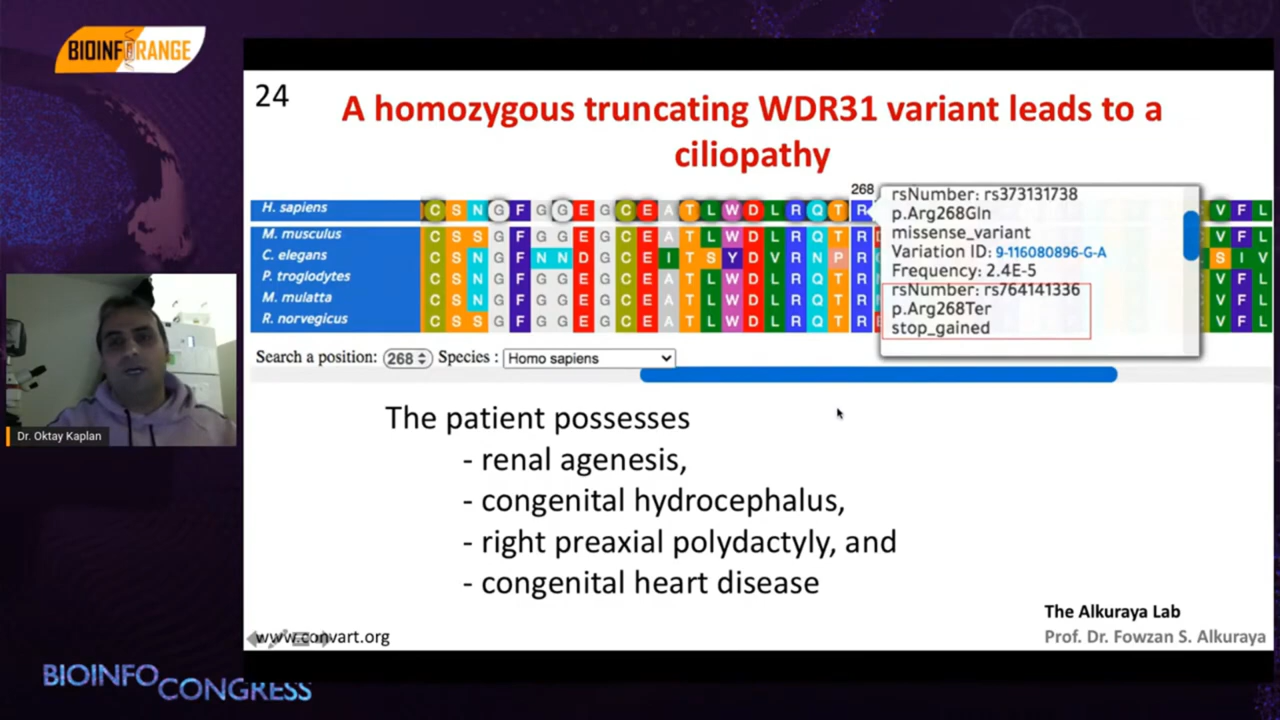 BIOINFORANGE
24
A homozygous truncating WDR31 variant leads to a
ciliopathy
268
H. sapiens C S N G F G G E G C E A T L W D L R Q T R V F L
M. musculus C S S G F G G E G C E A T L W D L R Q T R V F L
C. elegans C S N G F N N D G C E I T S Y D V R N P R S I V
P. troglodytes C S N G F G G E G C E A T L W D L R Q T R V F L
M. mulatta C S N G F G G E G C E A T L W D L R Q T R V F L
R. norvegicus C S S G F G G E G C E A T L W D L R Q T R V F L
rsNumber: rs373131738
p.Arg268Gln
missense_variant
Variation ID: 9-116080896-G-A
Frequency: 2.4E-5
rsNumber: rs764141336
p.Arg268Ter
stop_gained
Search a position: 268 Species : Homo sapiens
The patient possesses
- renal agenesis,
- congenital hydrocephalus,
- right preaxial polydactyly, and
- congenital heart disease
Dr. Oktay Kaplan
The Alkuraya Lab
Prof. Dr. Fowzan S. Alkuraya
www.convart.org
BIOINFO CONGRESS